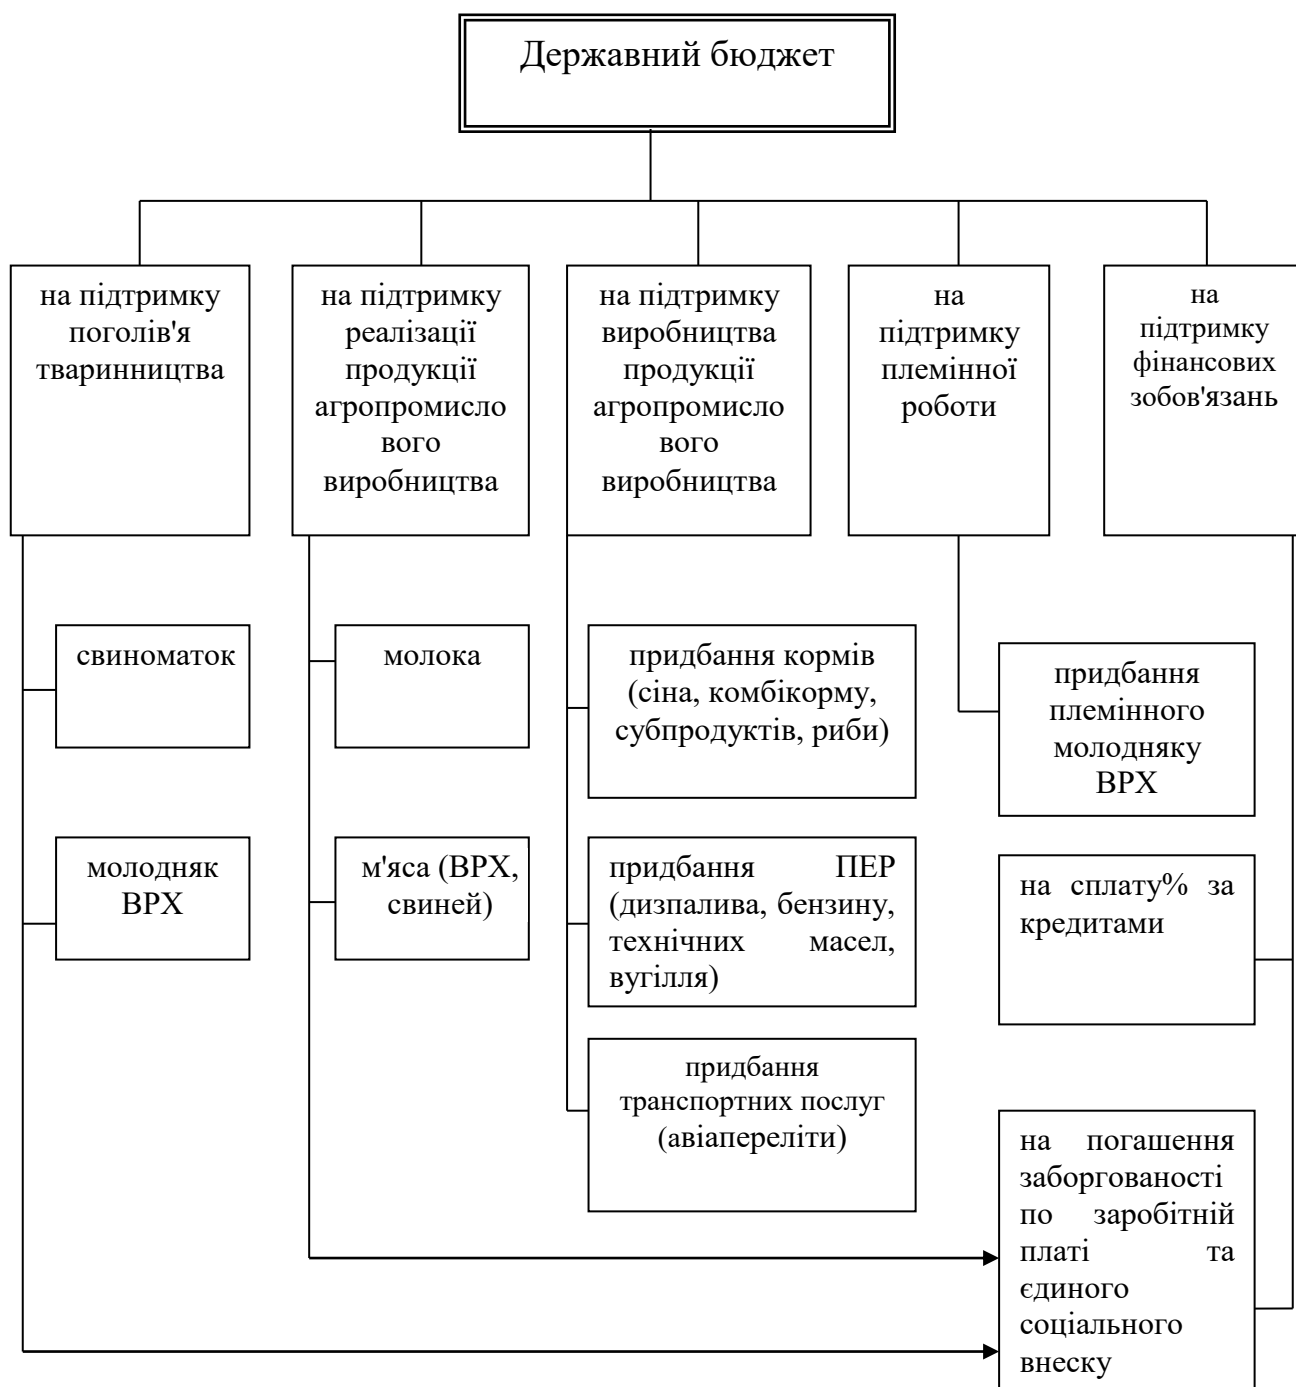 Державний бюджет
на підтримку
поголів'я
тваринництва
на підтримку
реалізації
продукції
агропромисло
вого
виробництва
на підтримку
виробництва
продукції
агропромисло
вого
виробництва
на
підтримку
племінної
роботи
на
підтримку
фінансових
зобов'язань
свиноматок
молока
придбання кормів
(сіна, комбікорму,
субпродуктів, риби)
придбання
племінного
молодняку
ВРХ
молодняк
ВРХ
м'яса (ВРХ,
свиней)
придбання ПЕР
(дизпалива, бензину,
технічних масел,
вугілля)
на сплату% за
кредитами
придбання
транспортних послуг
(авіапереліти)
на погашення
заборгованості
по заробітній
платі та
єдиного
соціального
внеску